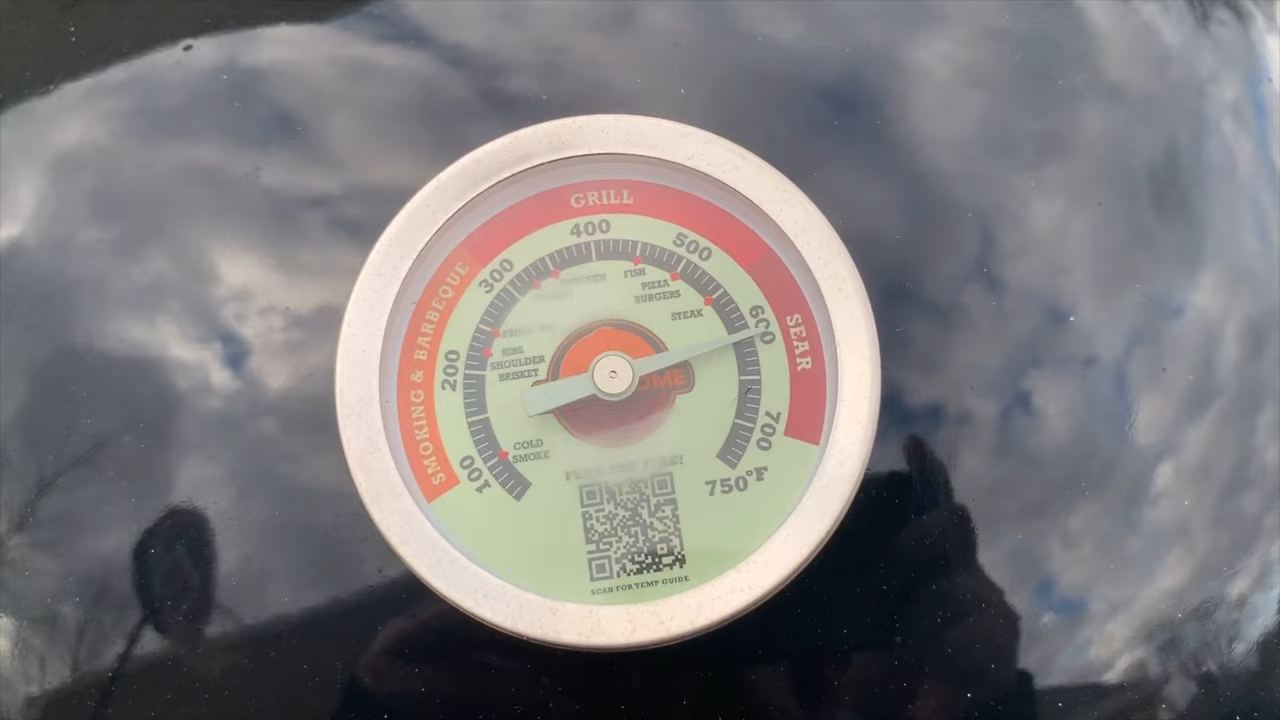 GRILL
SMOKING & BARBEQUE
SEAR
100
200
300
400
500
600
700
750°F
FISH
PIZZA
BURGERS
STEAK
RIBS
SHOULDER
BRISKET
COLD
SMOKE
OME
SCAN FOR TEMP GUIDE